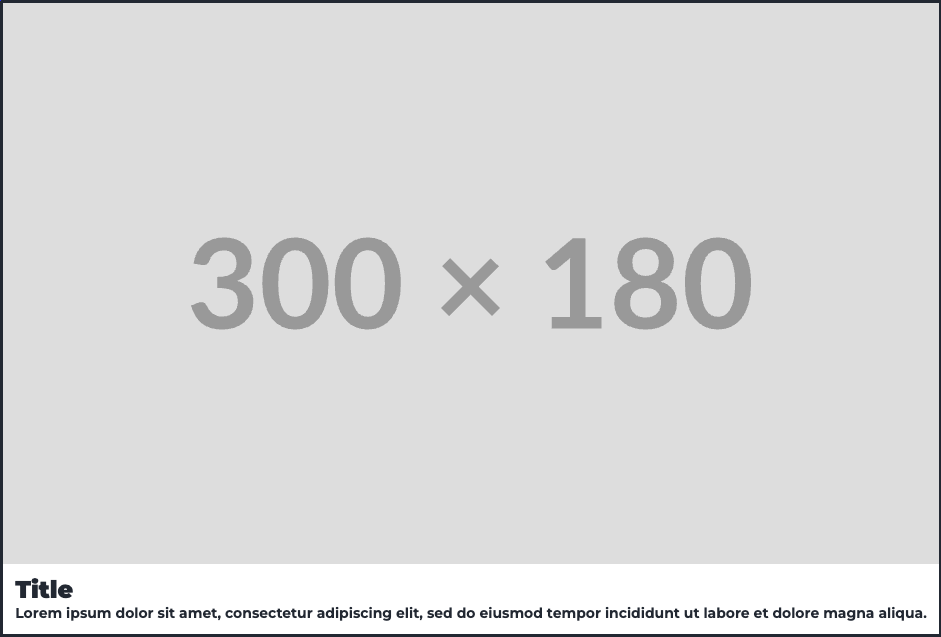 300 × 180
Title
Lorem ipsum dolor sit amet, consectetur adipiscing elit, sed do eiusmod tempor incididunt ut labore et dolore magna aliqua.